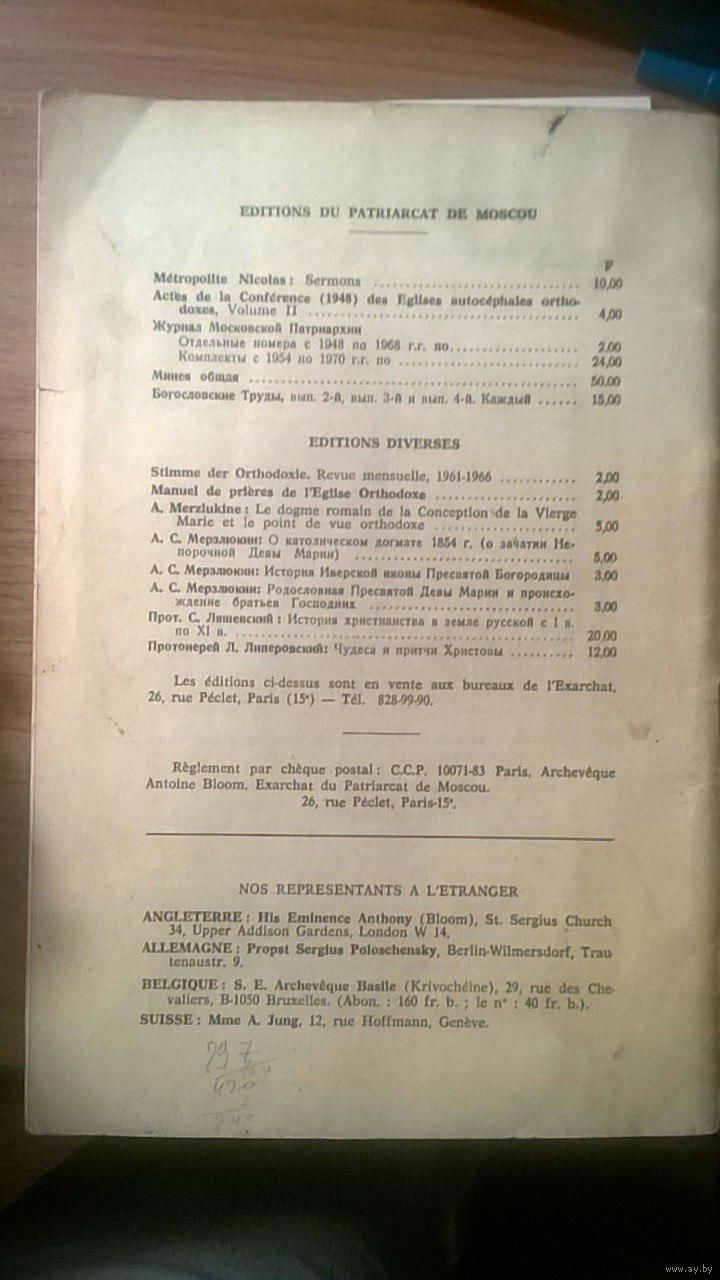 EDITIONS DU PATRIARCAT DE MOSCOU
F
Métropolite Nicolas : Sermons ........................................ 10,00
Actes de la Conférence (1948) des Eglises autocéphales ortho-
doxes, Volume II ........................................ 4,00
Журнал Московской Патриархии
Отдельные номера с 1948 по 1968 г.г. по........................ 2.00
Комплекты с 1954 по 1970 г.г. по ........................ 24,00
Минея общая ........................................ 50.00
Богословские Труды, вып. 2-й, вып. 3-й и вып. 4-й. Каждый ...... 15,00
EDITIONS DIVERSES
Stimme der Orthodoxie. Revue mensuelle, 1961-1966 ............ 2,00
Manuel de prières de l'Eglise Orthodoxe ........................ 2,00
A. Merzlukine : Le dogme romain de la Conception de la Vierge
Marie et le point de vue orthodoxe ........................ 5,00
А. С. Мерзлюкин: О католическом догмате 1854 г. (о зачатии Не-
порочной Девы Марии) ........................ 5,00
А. С. Мерзлюкин: История Иверской иконы Пресвятой Богородицы 3,00
А. С. Мерзлюкин: Родословная Пресвятой Девы Марии и происхо-
ждение братьев Господних ........................ 3,00
Прот. С. Ляшевский : История христианства в земле русской с I в.
по XI в. ........................................ 20,00
Протоиерей Л. Липеровский: Чудеса и притчи Христовы .......... 12,00
Les éditions ci-dessus sont en vente aux bureaux de l'Exarchat,
26, rue Péclet, Paris (15ᵉ) — Tél. 828-99-90.
Règlement par chèque postal : C.C.P. 10071-83 Paris. Archevêque
Antoine Bloom. Exarchat du Patriarcat de Moscou.
26, rue Péclet, Paris-15ᵉ.
NOS REPRESENTANTS A L'ETRANGER
ANGLETERRE : His Eminence Anthony (Bloom), St. Sergius Church
34, Upper Addison Gardens, London W 14.
ALLEMAGNE : Propst Sergius Poloschensky, Berlin-Wilmersdorf, Trau-
tenaustr. 9.
BELGIQUE : S. E. Archevêque Basile (Krivochéine), 29, rue des Che-
valiers, B-1050 Bruxelles. (Abon. : 160 fr. b. ; le n° : 40 fr. b.).
SUISSE : Mme A. Jung, 12, rue Hoffmann, Genève.
297
420
www.ay.by